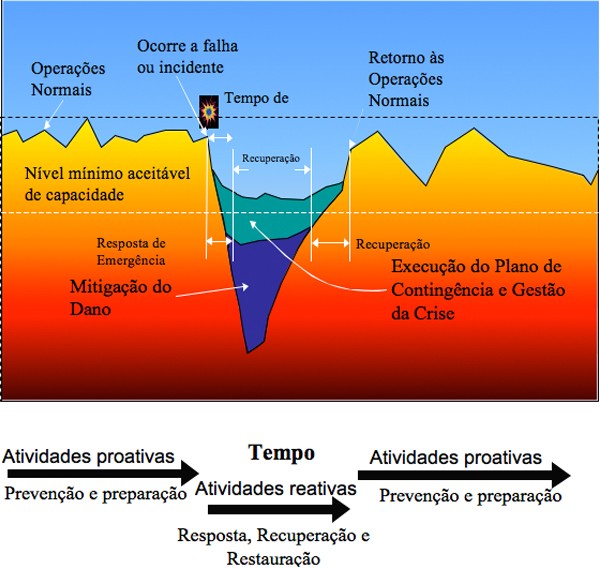 Ocorre a falha
ou incidente
Operações
Normais
Retorno às
Operações
Normais
Tempo de
Recuperação
Nível mínimo aceitável
de capacidade
Resposta de
Emergência
Recuperação
Mitigação do
Dano
Execução do Plano de
Contingência e Gestão
da Crise
Atividades proativas
Prevenção e preparação
Tempo
Atividades reativas
Resposta, Recuperação e
Restauração
Atividades proativas
Prevenção e preparação